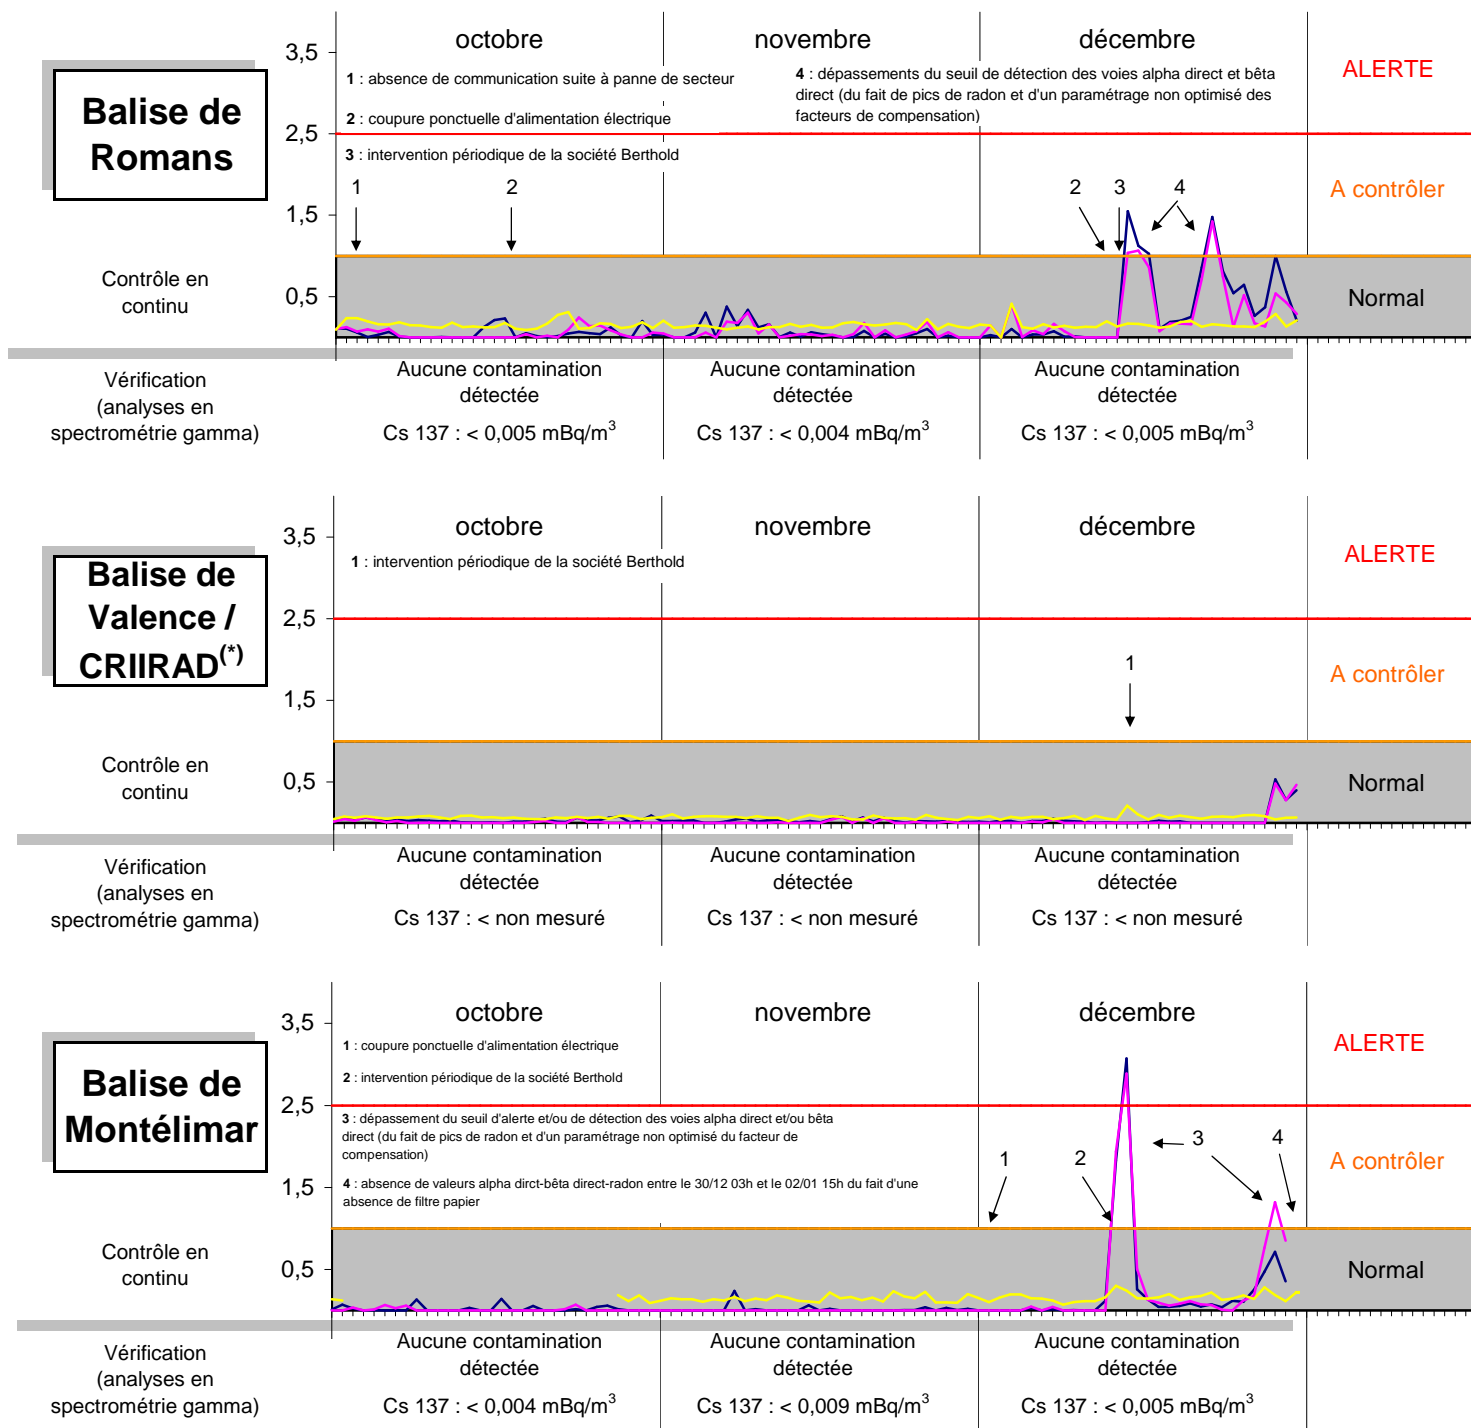 octobre
novembre
décembre
3,5
ALERTE
1 : absence de communication suite à panne de secteur
4 : dépassements du seuil de détection des voies alpha direct et bêta
direct (du fait de pics de radon et d'un paramétrage non optimisé des
facteurs de compensation)
Balise de
Romans
2 : coupure ponctuelle d'alimentation électrique
2,5
3 : intervention périodique de la société Berthold
1
2
2
3
4
A contrôler
1,5
Contrôle en
continu
0,5
Normal
Vérification
(analyses en
spectrométrie gamma)
Aucune contamination
détectée
Cs 137 : < 0,005 mBq/m³
Aucune contamination
détectée
Cs 137 : < 0,004 mBq/m³
Aucune contamination
détectée
Cs 137 : < 0,005 mBq/m³
octobre
novembre
décembre
3,5
ALERTE
1 : intervention périodique de la société Berthold
Balise de
Valence /
CRIIRAD(*)
2,5
1
A contrôler
1,5
Contrôle en
continu
0,5
Normal
Vérification
(analyses en
spectrométrie gamma)
Aucune contamination
détectée
Cs 137 : < non mesuré
Aucune contamination
détectée
Cs 137 : < non mesuré
Aucune contamination
détectée
Cs 137 : < non mesuré
octobre
novembre
décembre
3,5
ALERTE
1 : coupure ponctuelle d'alimentation électrique
2 : intervention périodique de la société Berthold
Balise de
Montélimar
2,5
3 : dépassement du seuil d'alerte et/ou de détection des voies alpha direct et/ou bêta
direct (du fait de pics de radon et d'un paramétrage non optimisé du facteur de
compensation)
4 : absence de valeurs alpha dirct-bêta direct-radon entre le 30/12 03h et le 02/01 15h du fait d'une
absence de filtre papier
1
2
3
4
A contrôler
1,5
Contrôle en
continu
0,5
Normal
Vérification
(analyses en
spectrométrie gamma)
Aucune contamination
détectée
Cs 137 : < 0,004 mBq/m³
Aucune contamination
détectée
Cs 137 : < 0,009 mBq/m³
Aucune contamination
détectée
Cs 137 : < 0,005 mBq/m³